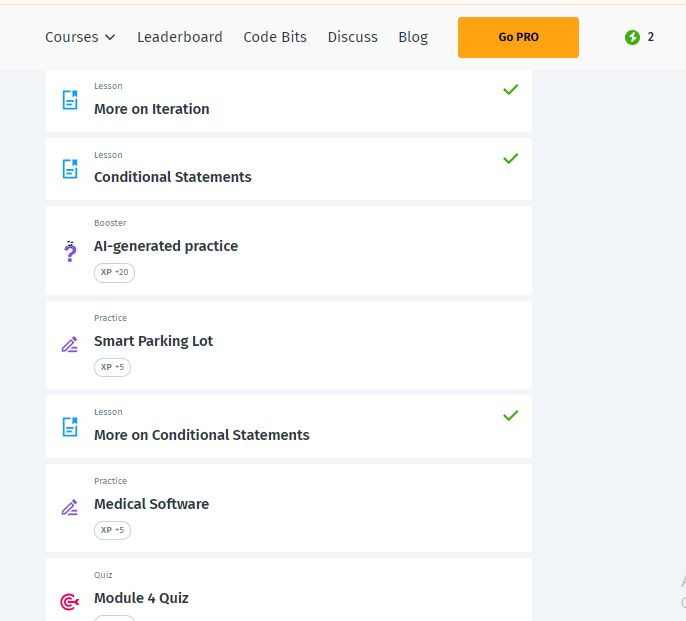 Courses Leaderboard Code Bits Discuss Blog Go PRO 2
Lesson
More on Iteration
Lesson
Conditional Statements
Booster
AI-generated practice
XP +20
Practice
Smart Parking Lot
XP +5
Lesson
More on Conditional Statements
Practice
Medical Software
XP +5
Quiz
Module 4 Quiz